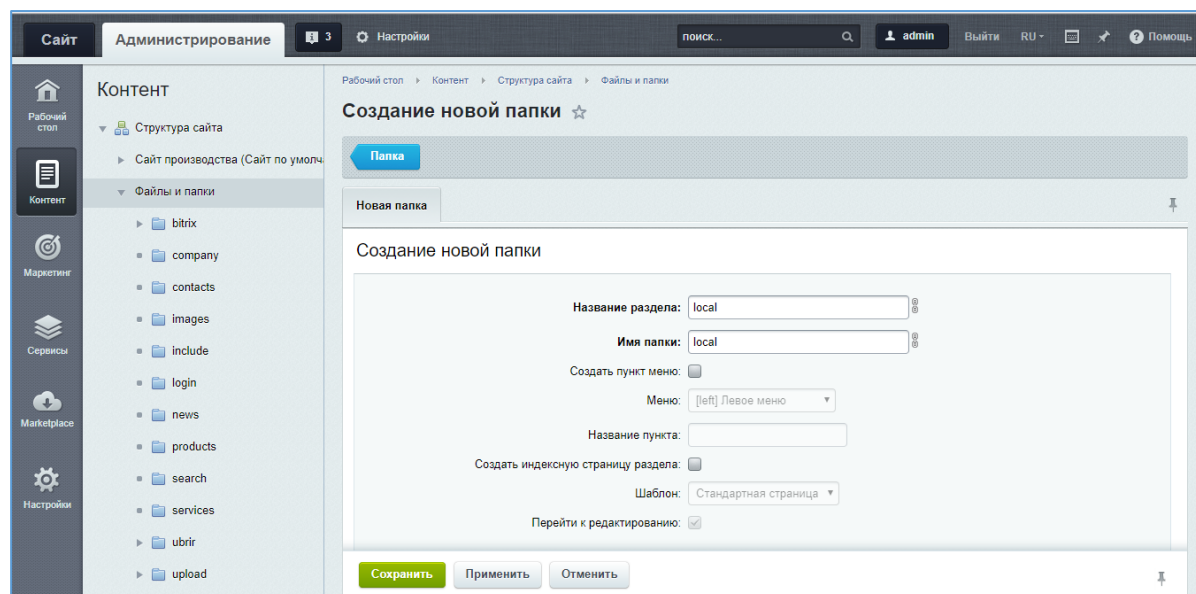 Сайт
Администрирование
3
Настройки
поиск...
admin
Выйти
RU
Помощь
Рабочий
стол
Контент
Маркетинг
Сервисы
Marketplace
Настройки
Контент
Структура сайта
Сайт производства (Сайт по умолч
Файлы и папки
bitrix
company
contacts
images
include
login
news
products
search
services
ubrir
upload
Рабочий стол Контент Структура сайта Файлы и папки
Создание новой папки
Папка
Новая папка
Создание новой папки
Название раздела: local
Имя папки: local
Создать пункт меню:
Меню: [left] Левое меню
Название пункта:
Создать индексную страницу раздела:
Шаблон: Стандартная страница
Перейти к редактированию:
Сохранить Применить Отменить